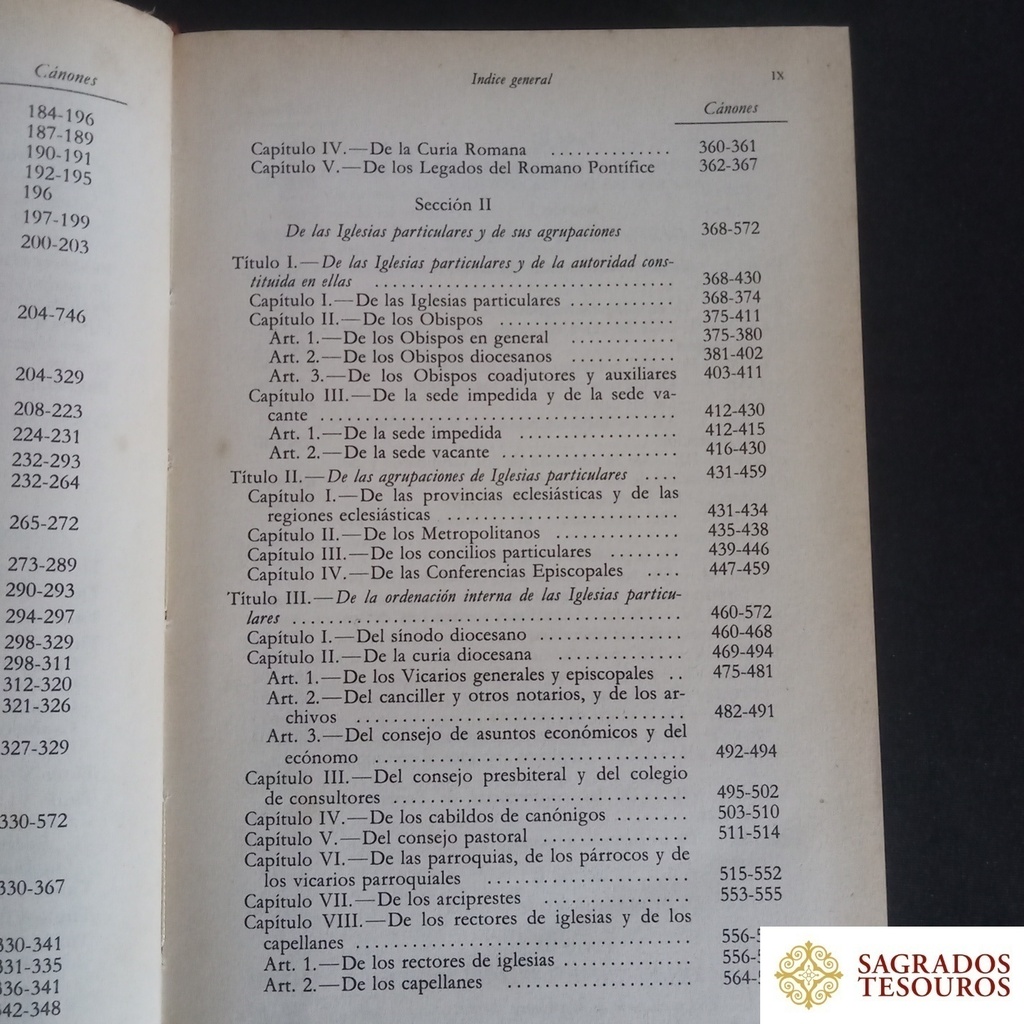 Cánones
184-196
187-189
190-191
192-195
196
197-199
200-203
204-746
204-329
208-223
224-231
232-293
232-264
265-272
273-289
290-293
294-297
298-329
298-311
312-320
321-326
327-329
330-572
330-367
330-341
331-335
336-341
342-348
Indice general IX
Cánones
Capítulo IV.—De la Curia Romana .............. 360-361
Capítulo V.—De los Legados del Romano Pontífice 362-367
Sección II
De las Iglesias particulares y de sus agrupaciones 368-572
Título I.—De las Iglesias particulares y de la autoridad cons-
tituida en ellas ................................... 368-430
Capítulo I.—De las Iglesias particulares ............ 368-374
Capítulo II.—De los Obispos .................... 375-411
Art. 1.—De los Obispos en general ............ 375-380
Art. 2.—De los Obispos diocesanos ............ 381-402
Art. 3.—De los Obispos coadjutores y auxiliares 403-411
Capítulo III.—De la sede impedida y de la sede va-
cante ......................................... 412-430
Art. 1.—De la sede impedida .................. 412-415
Art. 2.—De la sede vacante .................... 416-430
Título II.—De las agrupaciones de Iglesias particulares .... 431-459
Capítulo I.—De las provincias eclesiásticas y de las
regiones eclesiásticas .......................... 431-434
Capítulo II.—De los Metropolitanos .............. 435-438
Capítulo III.—De los concilios particulares ........ 439-446
Capítulo IV.—De las Conferencias Episcopales .... 447-459
Título III.—De la ordenación interna de las Iglesias particu-
lares ............................................ 460-572
Capítulo I.—Del sínodo diocesano ................ 460-468
Capítulo II.—De la curia diocesana .............. 469-494
Art. 1.—De los Vicarios generales y episcopales .. 475-481
Art. 2.—Del canciller y otros notarios, y de los ar-
chivos ..................................... 482-491
Art. 3.—Del consejo de asuntos económicos y del
ecónomo ................................... 492-494
Capítulo III.—Del consejo presbiteral y del colegio
de consultores ................................. 495-502
Capítulo IV.—De los cabildos de canónigos ........ 503-510
Capítulo V.—Del consejo pastoral ................ 511-514
Capítulo VI.—De las parroquias, de los párrocos y de
los vicarios parroquiales ....................... 515-552
Capítulo VII.—De los arciprestes ................. 553-555
Capítulo VIII.—De los rectores de iglesias y de los
capellanes ..................................... 556-
Art. 1.—De los rectores de iglesias .............. 556-
Art. 2.—De los capellanes ..................... 564-
SAGRADOS
TESOUROS